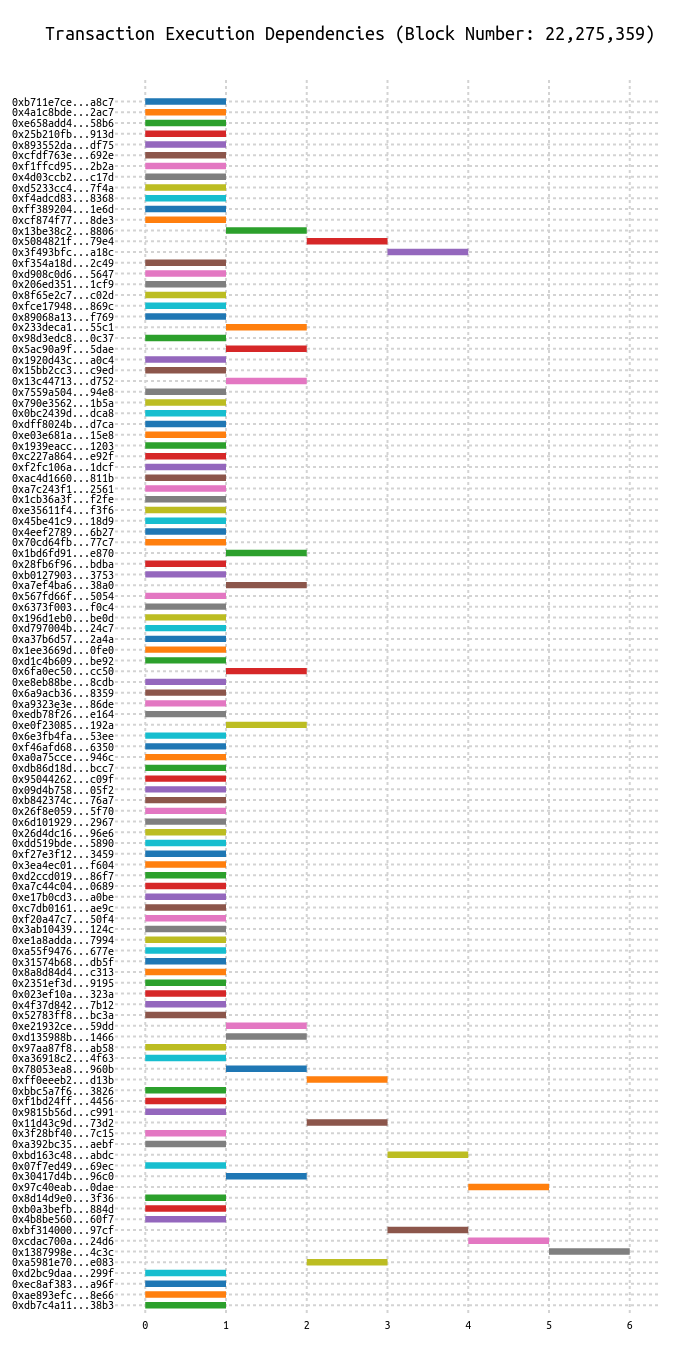 Transaction Execution Dependencies (Block Number: 22,275,359)
0xb711e7ce...a8c7
0x4a1c8bde...2ac7
0xe658add4...58b6
0x25b210fb...913d
0x893552da...df75
0xcfdf763e...692e
0xf1ffcd95...2b2a
0x4d03ccb2...c17d
0xd5233cc4...7f4a
0xf4adcd83...8368
0xff389204...1e6d
0xcf874f77...8de3
0x13be38c2...8806
0x5084821f...79e4
0x3f493bfc...a18c
0xf354a18d...2c49
0xd908c0d6...5647
0x206ed351...1cf9
0x8f65e2c7...c02d
0xfce17948...869c
0x89068a13...f769
0x233deca1...55c1
0x98d3edc8...0c37
0x5ac90a9f...5dae
0x1920d43c...a0c4
0x15bb2cc3...c9ed
0x13c44713...d752
0x7559a504...94e8
0x790e3562...1b5a
0x0bc2439d...dca8
0xdff8024b...d7ca
0xe03e681a...15e8
0x1939eacc...1203
0xc227a864...e92f
0xf2fc106a...1dcf
0xac4d1660...811b
0xa7c243f1...2561
0x1cb36a3f...f2fe
0xe35611f4...f3f6
0x45be41c9...18d9
0x4eef2789...6b27
0x70cd64fb...77c7
0x1bd6fd91...e870
0x28fb6f96...bdba
0xb0127903...3753
0xa7ef4ba6...38a0
0x567fd66f...5054
0x6373f003...f0c4
0x196d1eb0...be0d
0xd797004b...24c7
0xa37b6d57...2a4a
0x1ee3669d...0fe0
0xd1c4b609...be92
0x6fa0ec50...cc50
0xe8eb88be...8cdb
0x6a9acb36...8359
0xa9323e3e...86de
0xedb78f26...e164
0xe0f23085...192a
0x6e3fb4fa...53ee
0xf46afd68...6350
0xa0a75cce...946c
0xdb86d18d...bcc7
0x95044262...c09f
0x09d4b758...05f2
0xb842374c...76a7
0x26f8e059...5f70
0x6d101929...2967
0x26d4dc16...96e6
0xdd519bde...5890
0xf27e3f12...3459
0x3ea4ec01...f604
0xd2ccd019...86f7
0xa7c44c04...0689
0xe17b0cd3...a0be
0xc7db0161...ae9c
0xf20a47c7...50f4
0x3ab10439...124c
0xe1a8adda...7994
0xa55f9476...677e
0x31574b68...db5f
0x8a8d84d4...c313
0x2351ef3d...9195
0x023ef10a...323a
0x4f37d842...7b12
0x52783ff8...bc3a
0xe21932ce...59dd
0xd135988b...1466
0x97aa87f8...ab58
0xa36918c2...4f63
0x78053ea8...960b
0xff0eeeb2...d13b
0xbbc5a7f6...3826
0xf1bd24ff...4456
0x9815b56d...c991
0x11d43c9d...73d2
0x3f28bf40...7c15
0xa392bc35...aebf
0xbd163c48...abdc
0x07f7ed49...69ec
0x30417d4b...96c0
0x97c40eab...0dae
0x8d14d9e0...3f36
0xb0a3befb...884d
0x4b8be560...60f7
0xbf314000...97cf
0xcdac700a...24d6
0x1387998e...4c3c
0xa5981e70...e083
0xd2bc9daa...299f
0xec8af383...a96f
0xae893efc...8e66
0xdb7c4a11...38b3
0 1 2 3 4 5 6